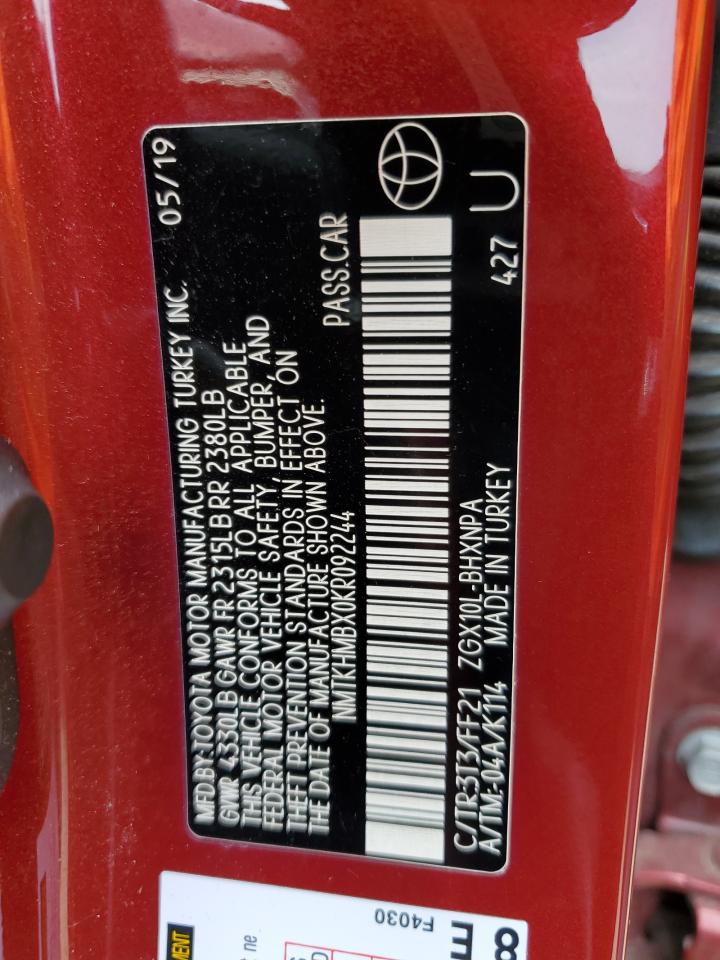 MFD.BY:TOYOTA MOTOR MANUFACTURING TURKEY INC. 05/19
GVWR 4330LB GAWR FR 2315LB RR 2380LB
THIS VEHICLE CONFORMS TO ALL APPLICABLE
FEDERAL MOTOR VEHICLE SAFETY, BUMPER, AND
THEFT PREVENTION STANDARDS IN EFFECT ON
THE DATE OF MANUFACTURE SHOWN ABOVE.
NMTKHMBX0KR092244 PASS.CAR
C/TR:3T3/FF21 ZGX10L-BHXNPA 427
A/TM:-04A/K114 MADE IN TURKEY
U
F4030
MENT
ne